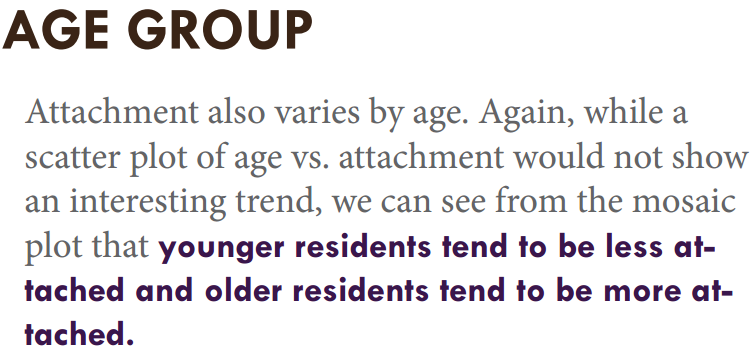 AGE GROUP
Attachment also varies by age. Again, while a
scatter plot of age vs. attachment would not show
an interesting trend, we can see from the mosaic
plot that younger residents tend to be less at-
tached and older residents tend to be more at-
tached.